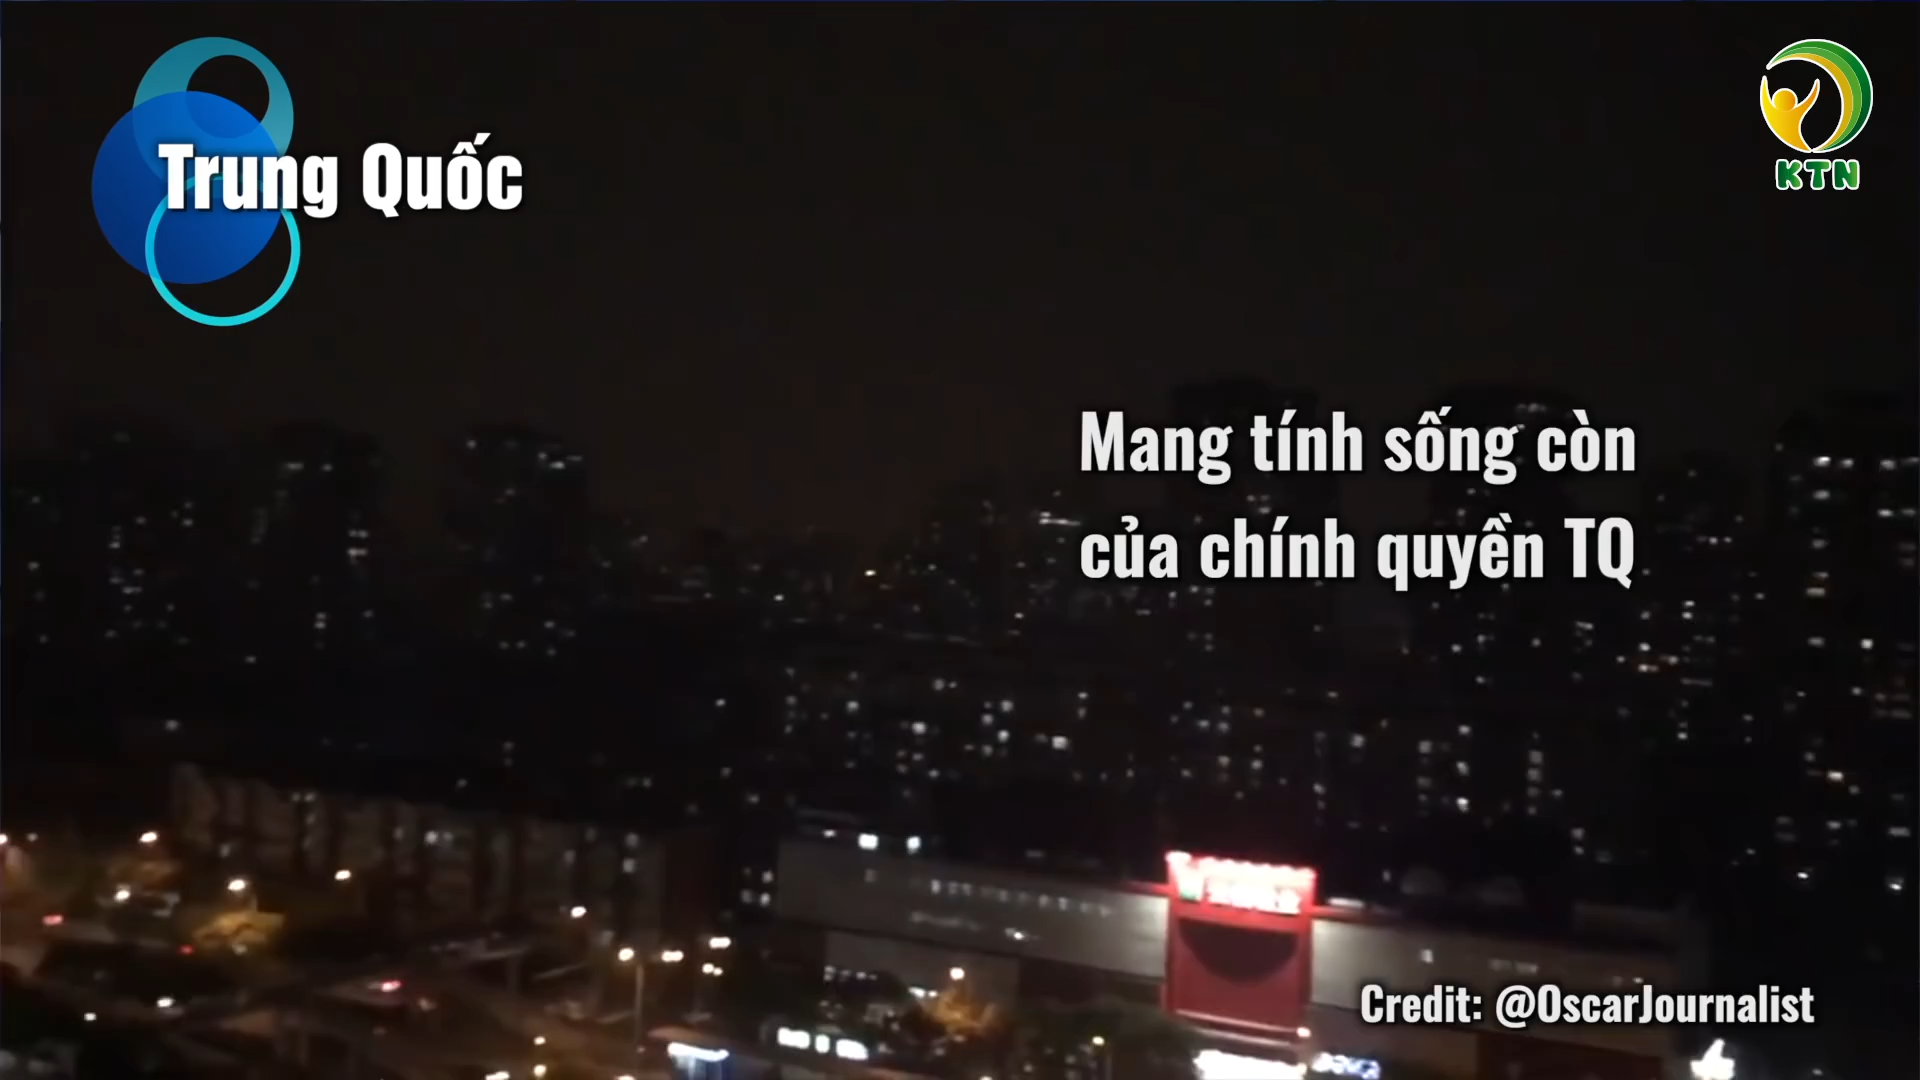 Trung Quốc
KTN
Mang tính sống còn
của chính quyền TQ
Credit: @OscarJournalist